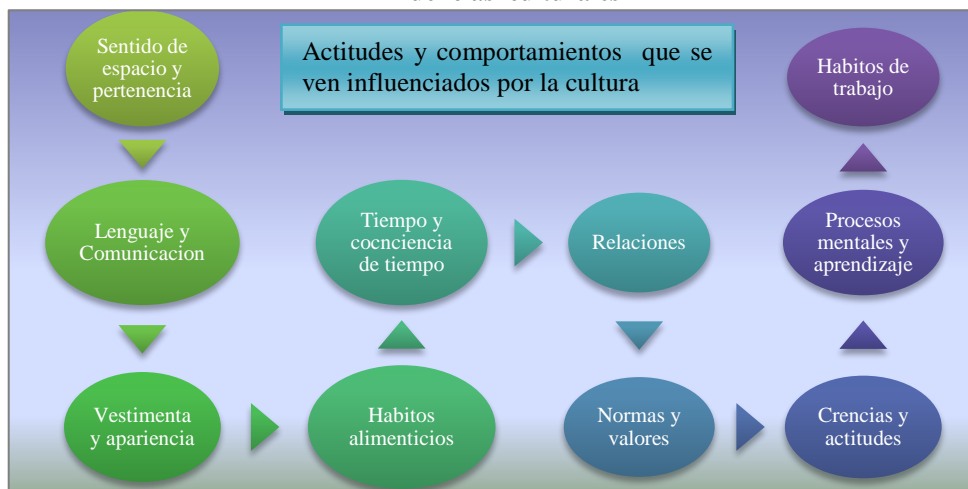 Actitudes y comportamientos que se
ven influenciados por la cultura
Sentido de
espacio y
pertenencia
Lenguaje y
Comunicacion
Vestimenta
y apariencia
Habitos
alimenticios
Tiempo y
cocnciencia
de tiempo
Relaciones
Normas y
valores
Crencias y
actitudes
Procesos
mentales y
aprendizaje
Habitos de
trabajo